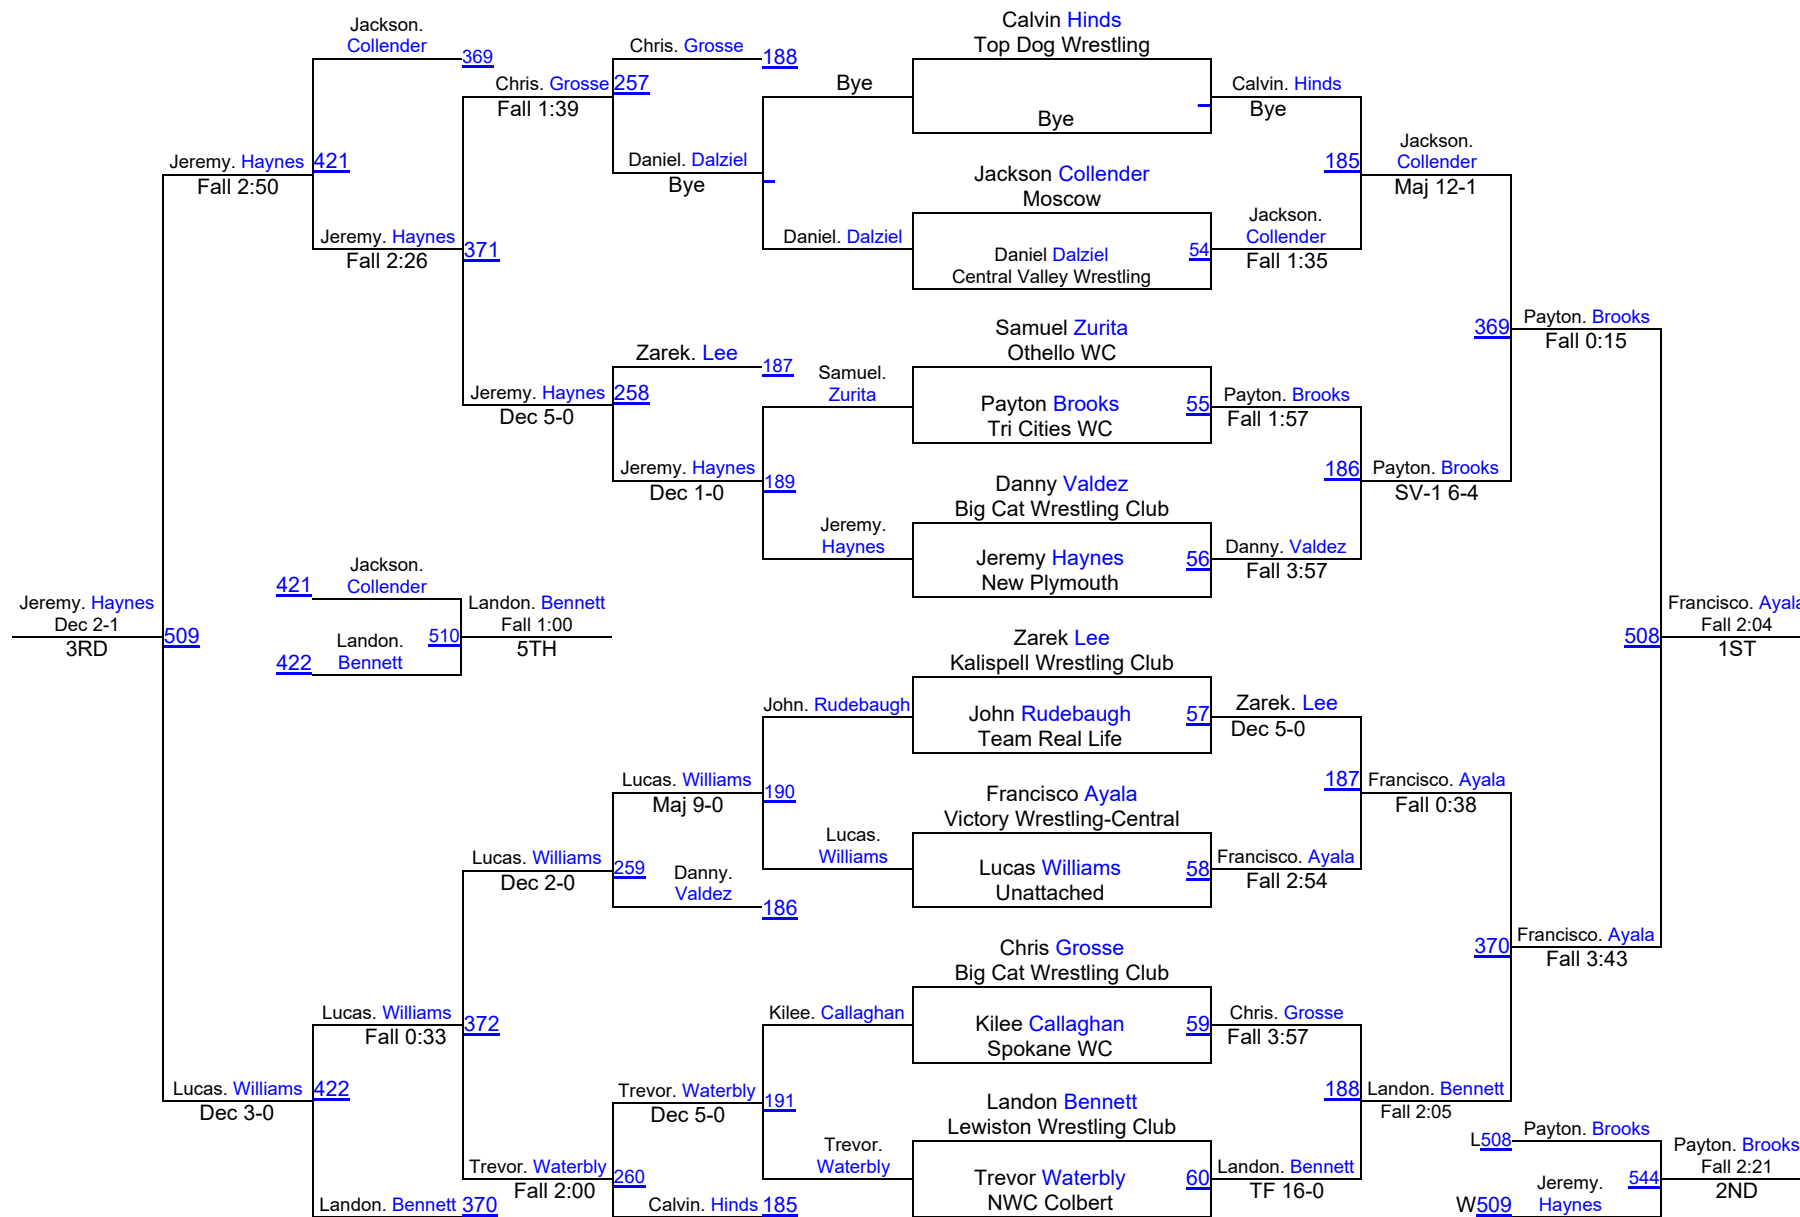 Jackson.
Collender
369
Chris. Grosse
188
Calvin Hinds
Top Dog Wrestling
Chris. Grosse 257
Fall 1:39
Bye
Bye
Calvin. Hinds
Bye
Jeremy. Haynes 421
Fall 2:50
Daniel. Dalziel
Bye
Jackson Collender
Moscow
185
Jackson.
Collender
Maj 12-1
Jeremy. Haynes
371
Fall 2:26
Daniel. Dalziel
Daniel Dalziel
54
Central Valley Wrestling
Jackson.
Collender
Fall 1:35
Samuel Zurita
Othello WC
369
Payton. Brooks
Fall 0:15
Zarek. Lee
187
Jeremy. Haynes 258
Dec 5-0
Samuel.
Zurita
Payton Brooks
55
Tri Cities WC
Payton. Brooks
Fall 1:57
Jeremy. Haynes
189
Dec 1-0
Danny Valdez
Big Cat Wrestling Club
186
Payton. Brooks
SV-1 6-4
Jeremy.
Haynes
Jeremy Haynes
56
New Plymouth
Danny. Valdez
Fall 3:57
421
Jackson.
Collender
Jeremy. Haynes
Dec 2-1
3RD
509
Landon.
Bennett
422
510
Landon. Bennett
Fall 1:00
5TH
Zarek Lee
Kalispell Wrestling Club
508
Francisco. Ayala
Fall 2:04
1ST
John. Rudebaugh
John Rudebaugh
57
Team Real Life
Zarek. Lee
Dec 5-0
Lucas. Williams
190
Maj 9-0
Francisco Ayala
Victory Wrestling-Central
187
Francisco. Ayala
Fall 0:38
Lucas. Williams
259
Dec 2-0
Danny.
Valdez
186
Lucas.
Williams
Lucas Williams
58
Unattached
Francisco. Ayala
Fall 2:54
Chris Grosse
Big Cat Wrestling Club
370
Francisco. Ayala
Fall 3:43
Lucas. Williams
372
Fall 0:33
Kilee. Callaghan
Kilee Callaghan
59
Spokane WC
Chris. Grosse
Fall 3:57
Lucas. Williams 422
Dec 3-0
Trevor. Waterbly
191
Dec 5-0
Landon Bennett
Lewiston Wrestling Club
188
Landon. Bennett
Fall 2:05
Trevor. Waterbly
260
Fall 2:00
Trevor.
Waterbly
Trevor Waterbly
60
NWC Colbert
Landon. Bennett
TF 16-0
Landon. Bennett 370
Calvin. Hinds 185
L508
Payton. Brooks
W509
Jeremy.
Haynes
544
Payton. Brooks
Fall 2:21
2ND